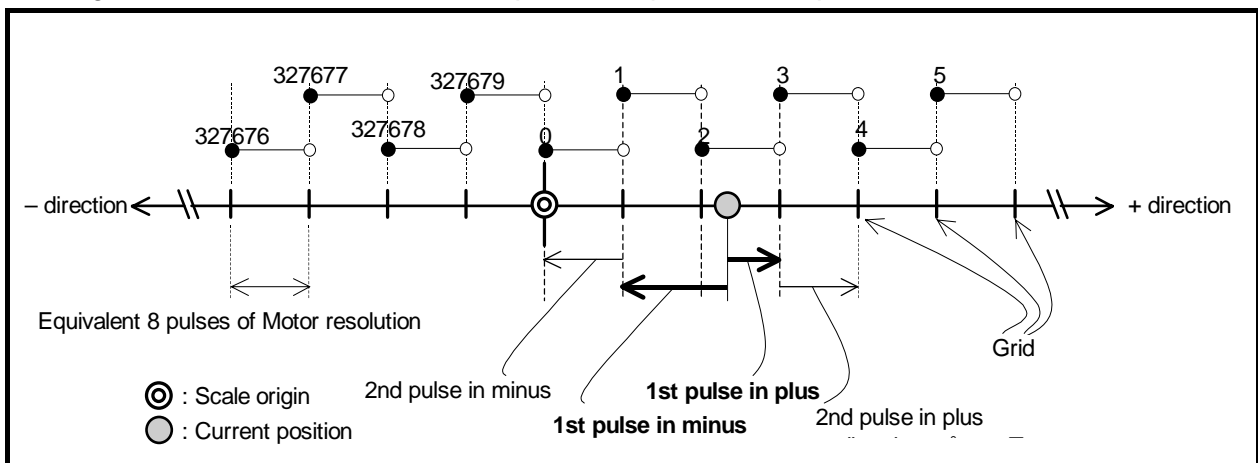 327677
327679
1
3
5
327676
327678
0
2
4
– direction
+ direction
Equivalent 8 pulses of Motor resolution
Grid
2nd pulse in minus
1st pulse in plus
: Scale origin
2nd pulse in plus
1st pulse in minus
: Current position